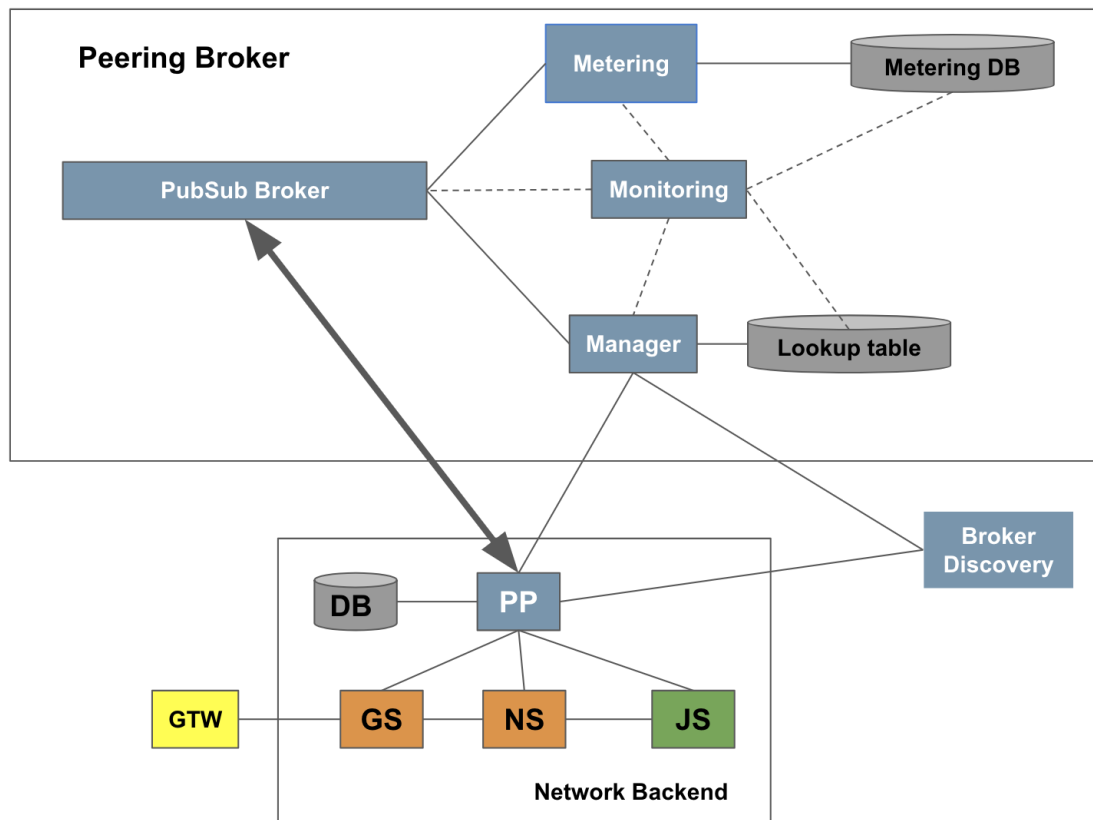 Peering Broker
Metering
Metering DB
PubSub Broker
Monitoring
Manager
Lookup table
Broker
Discovery
DB
PP
GTW
GS
NS
JS
Network Backend